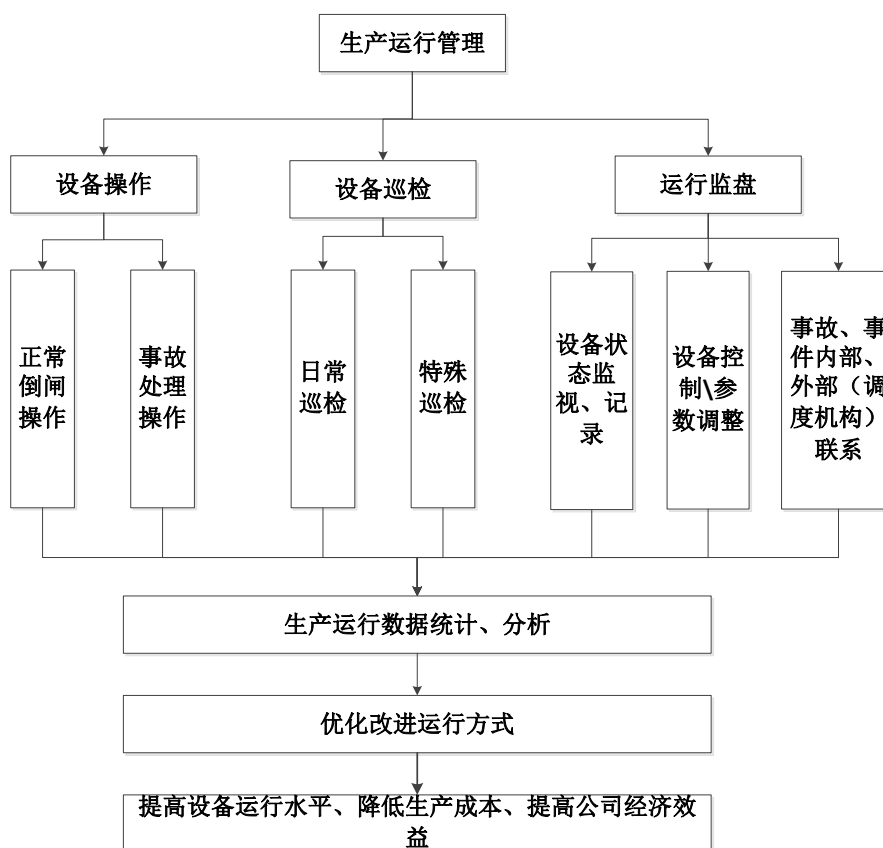 生产运行管理
设备操作
设备巡检
运行监盘
正常
倒闸
操作
事故
处理
操作
日常
巡检
特殊
巡检
设备状
态监
视、记
录
设备控
制\参
数调整
事故、事
件内部、
外部（调
度机构）
联系
生产运行数据统计、分析
优化改进运行方式
提高设备运行水平、降低生产成本、提高公司经济效
益